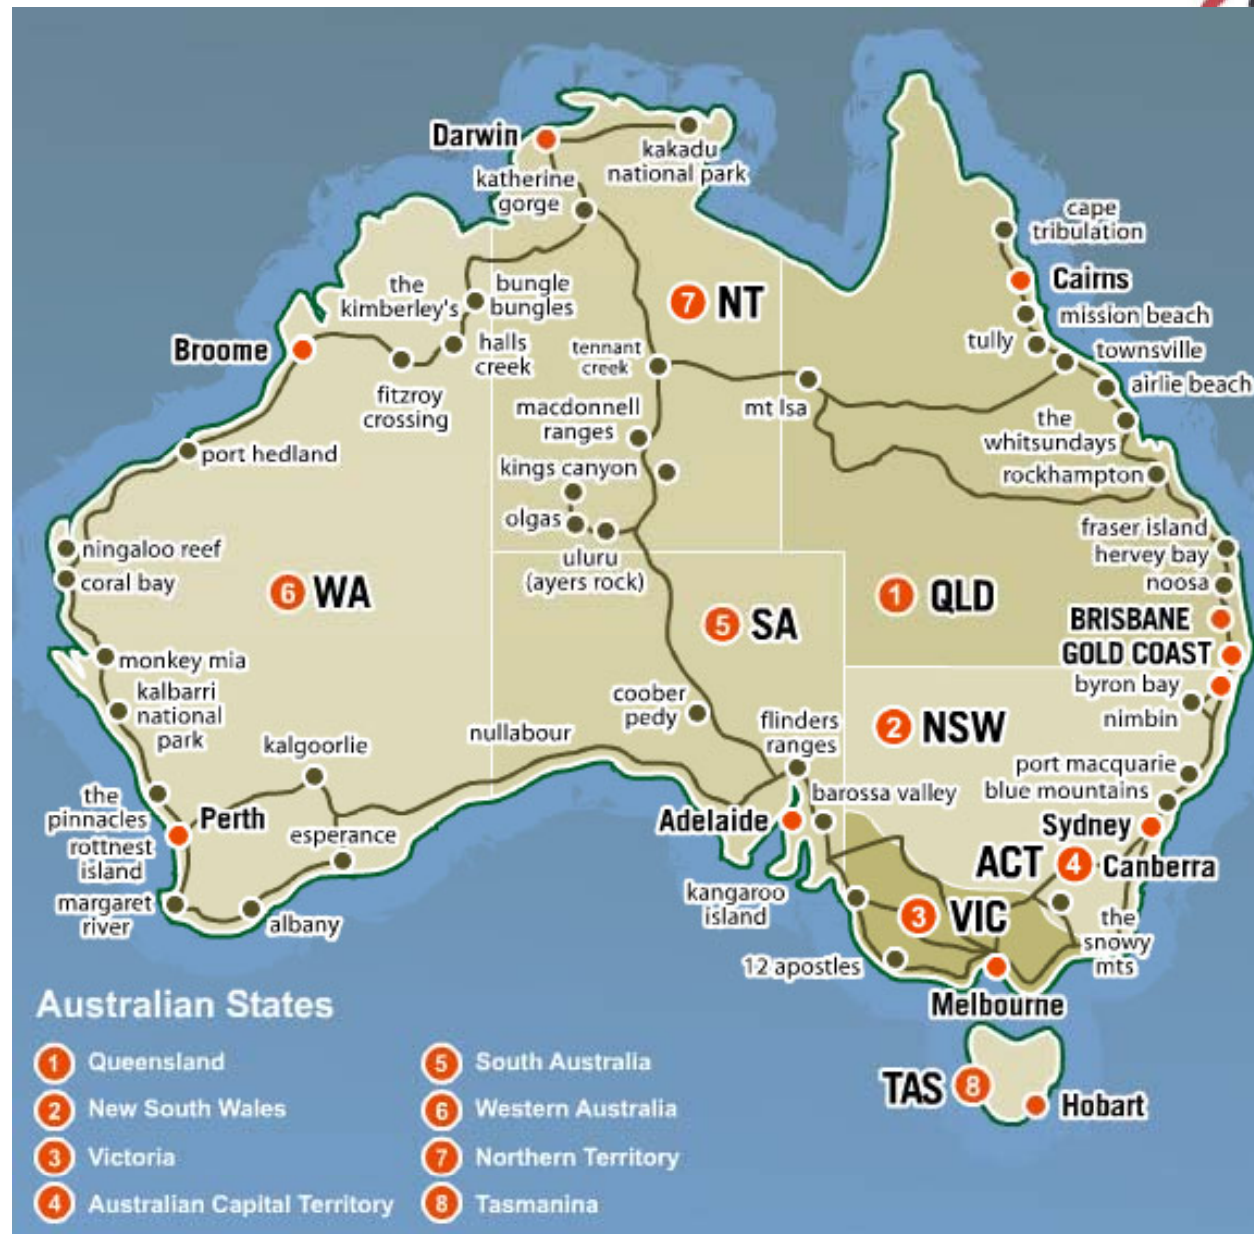 Darwin
kakadu
national park
katherine
gorge
cape
tribulation
Cairns
the
kimberley's
bungle
bungles
7 NT
mission beach
Broome
halls
creek
tennant
creek
tully
townsville
airlie beach
fitzroy
crossing
macdonnell
ranges
mt Isa
the
whitsundays
port hedland
kings canyon
rockhampton
olgas
uluru
(ayers rock)
fraser island
hervey bay
ningaloo reef
coral bay
noosa
6 WA
1 QLD
5 SA
BRISBANE
GOLD COAST
monkey mia
byron bay
kalbarri
national
park
coober
pedy
flinders
ranges
2 NSW
nimbin
kalgoorlie
nullabour
port macquarie
blue mountains
the
pinnacles
Perth
barossa valley
Adelaide
Sydney
rottnest
island
esperance
ACT 4 Canberra
margaret
river
albany
kangaroo
island
3 VIC
the
snowy
mts
12 apostles
Melbourne
TAS 8
Hobart
Australian States
1 Queensland
2 New South Wales
3 Victoria
4 Australian Capital Territory
5 South Australia
6 Western Australia
7 Northern Territory
8 Tasmanina